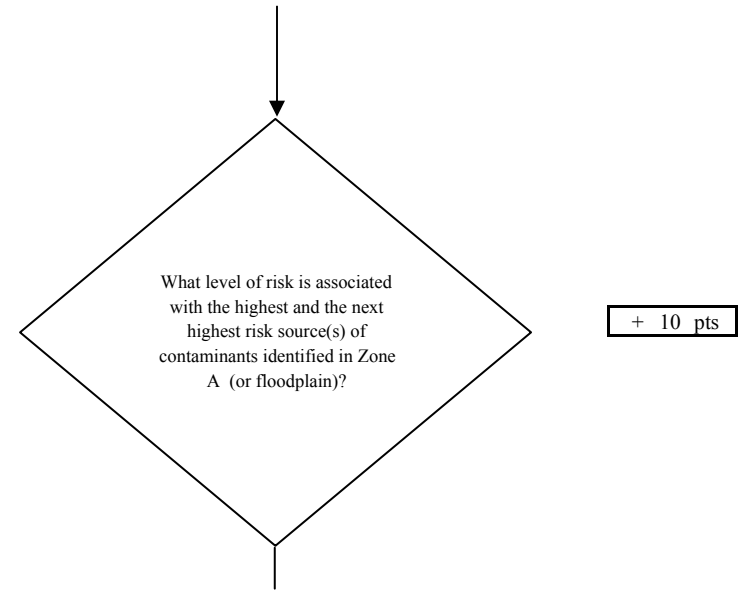 What level of risk is associated
with the highest and the next
highest risk source(s) of
contaminants identified in Zone
A (or floodplain)?
+ 10 pts